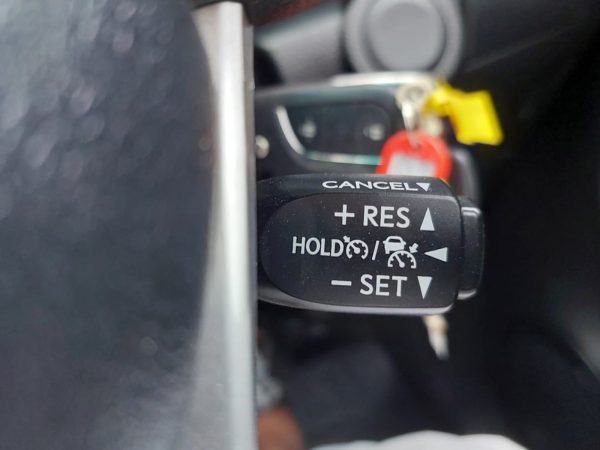 CANCEL▼
+ RES ▲
HOLD / ◀
− SET ▼